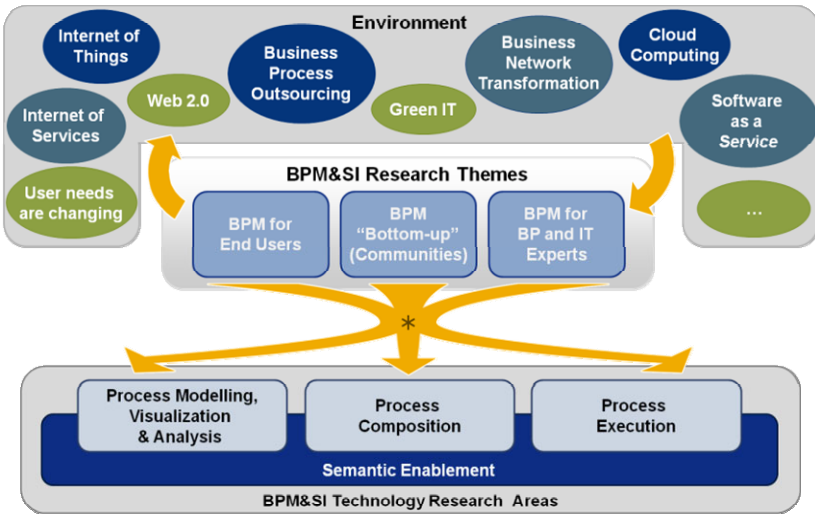 Environment
Internet of
Things
Business
Process
Outsourcing
Business
Network
Transformation
Cloud
Computing
Web 2.0
Green IT
Internet of
Services
Software
as a
Service
User needs
are changing
...
BPM&SI Research Themes
BPM for
End Users
BPM
“Bottom-up”
(Communities)
BPM for
BP and IT
Experts
*
Process Modelling,
Visualization
& Analysis
Process
Composition
Process
Execution
Semantic Enablement
BPM&SI Technology Research Areas